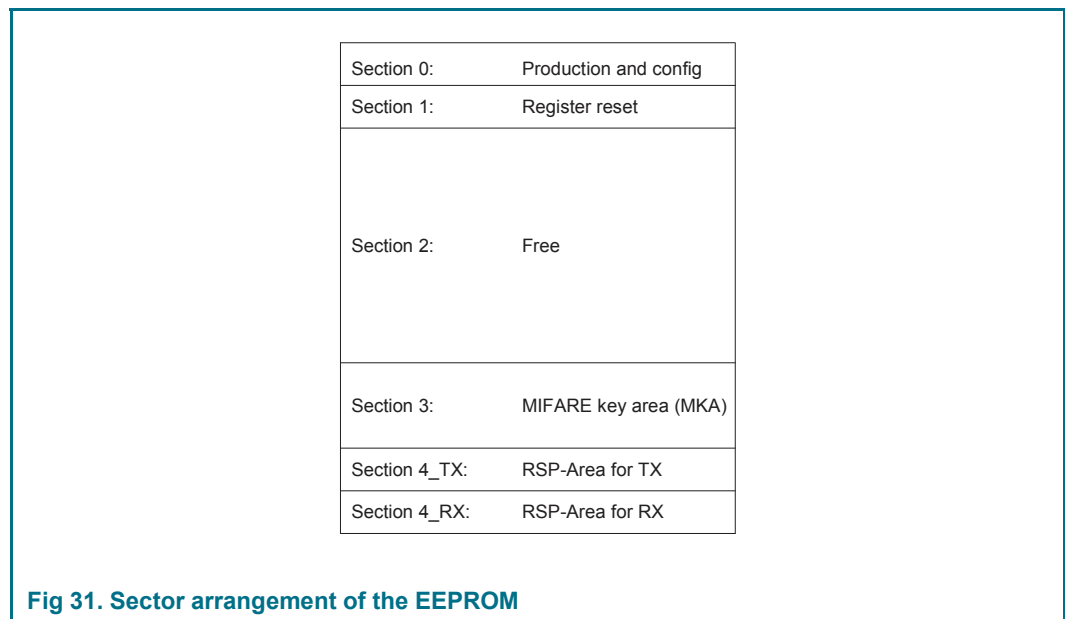 Section 0: Production and config
Section 1: Register reset
Section 2: Free
Section 3: MIFARE key area (MKA)
Section 4_TX: RSP-Area for TX
Section 4_RX: RSP-Area for RX
Fig 31. Sector arrangement of the EEPROM